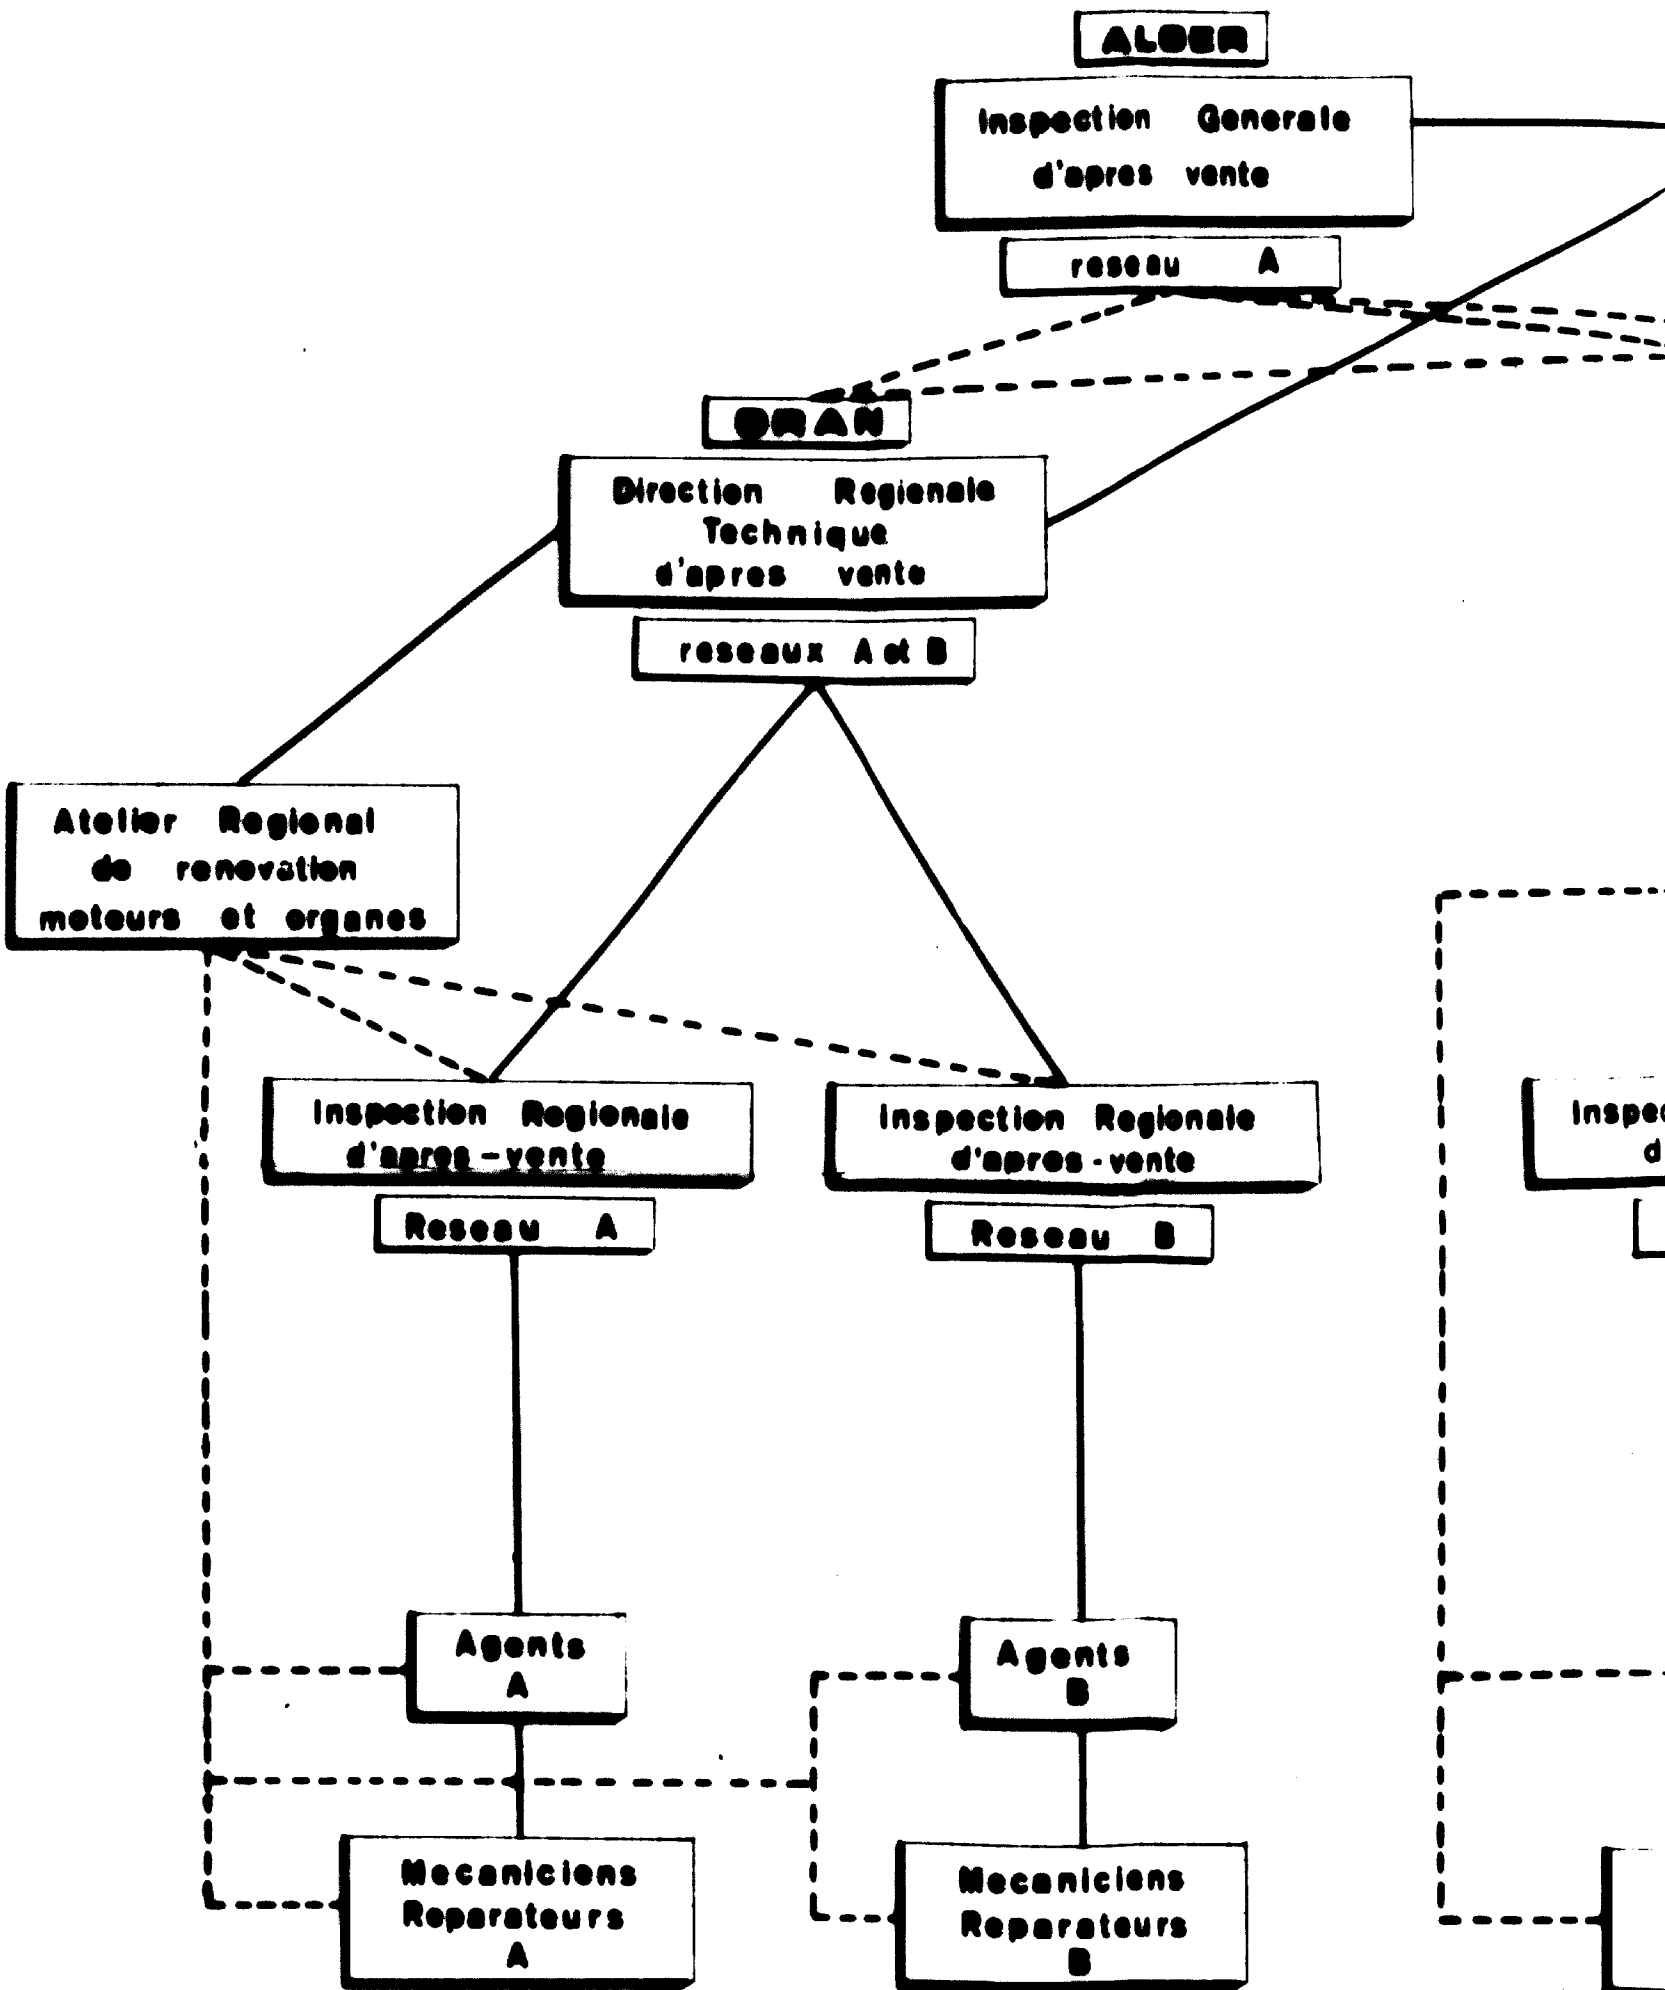 ALGER
Inspection Generale
d'apres vente
reseau A
ORAN
Direction Regionale
Technique
d'apres vente
reseaux A et B
Atelier Regional
de renovation
moteurs et organes
Inspection Regionale
d'apres-vente
Reseau A
Inspection Regionale
d'apres-vente
Reseau B
Agents
A
Agents
B
Mecaniciens
Reparateurs
A
Mecaniciens
Reparateurs
B